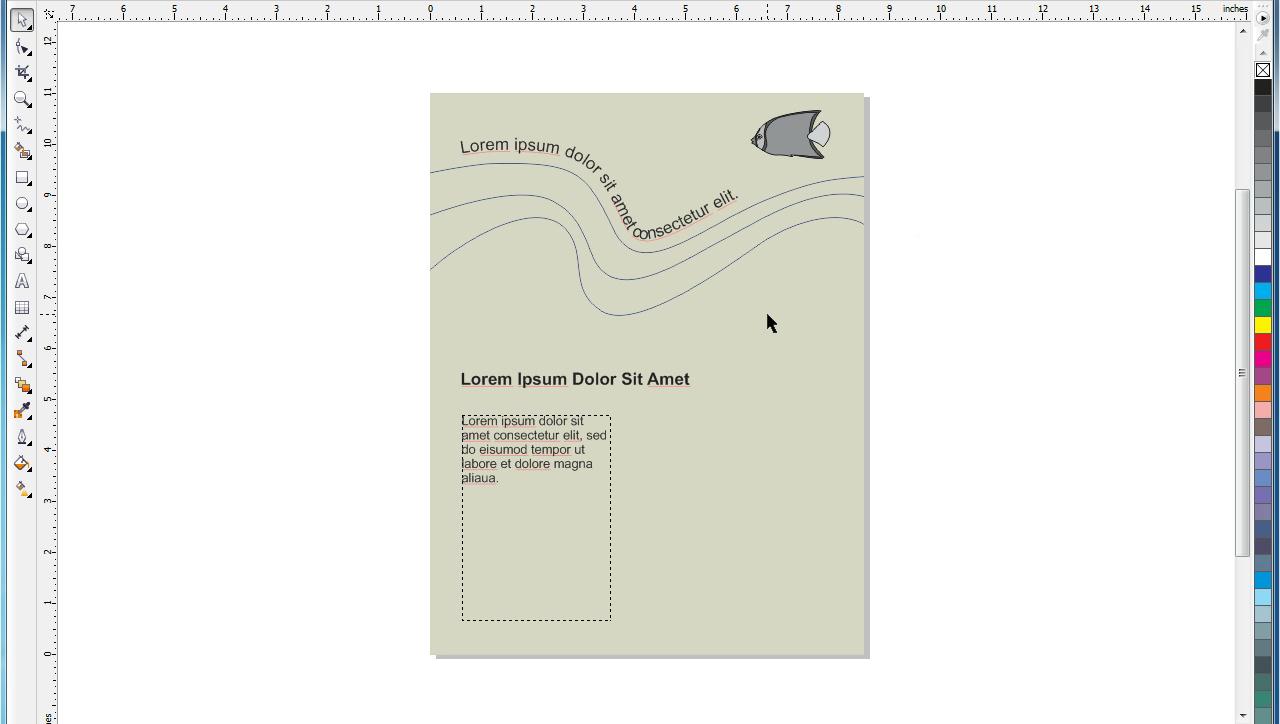 7 6 5 4 3 2 1 0 1 2 3 4 5 6 7 8 9 10 11 12 13 14 15 inches
12
11
10
9
8
7
6
5
4
3
2
1
0
Lorem ipsum dolor sit amet consectetur elit.
Lorem Ipsum Dolor Sit Amet
Lorem ipsum dolor sit
amet consectetur elit, sed
do eisumod tempor ut
labore et dolore magna
aliaua.